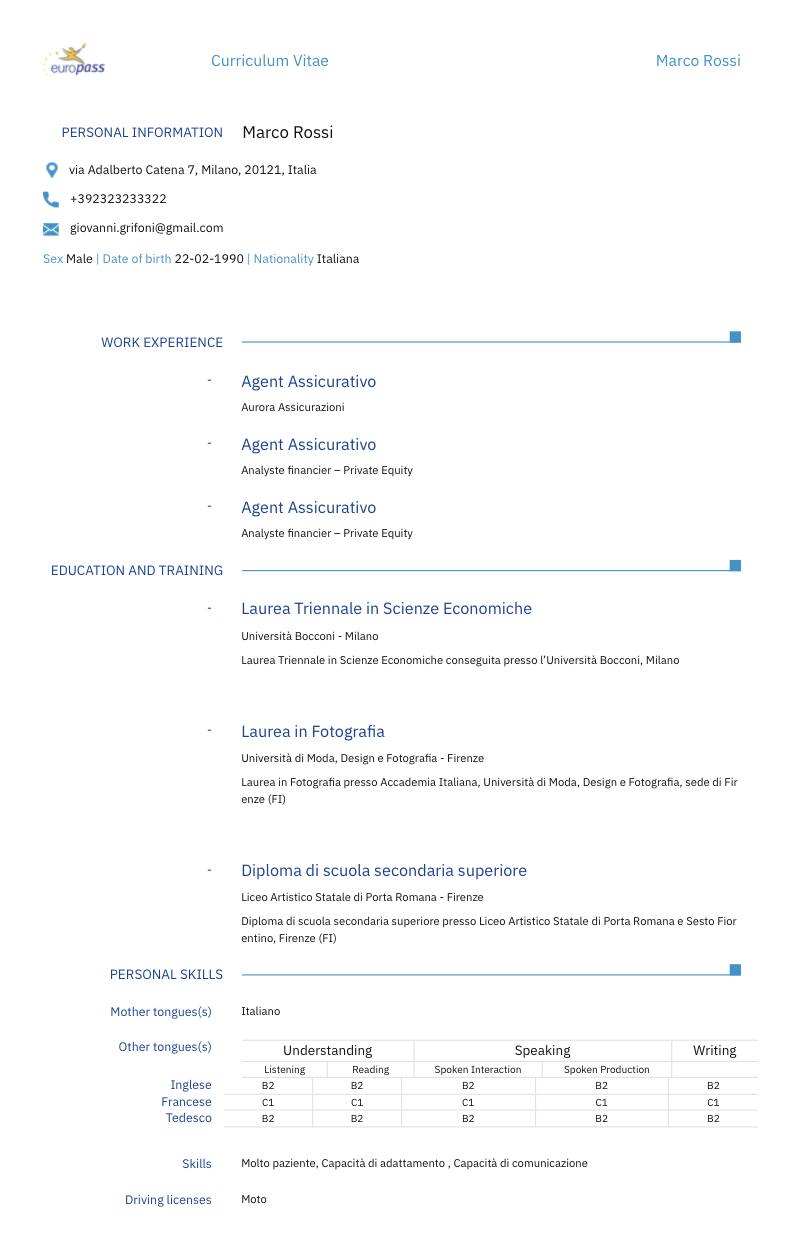 europass
Curriculum Vitae Marco Rossi
PERSONAL INFORMATION Marco Rossi
via Adalberto Catena 7, Milano, 20121, Italia
+392323233322
giovanni.grifoni@gmail.com
Sex Male | Date of birth 22-02-1990 | Nationality Italiana
WORK EXPERIENCE
- Agent Assicurativo
Aurora Assicurazioni
- Agent Assicurativo
Analyste financier – Private Equity
- Agent Assicurativo
Analyste financier – Private Equity
EDUCATION AND TRAINING
- Laurea Triennale in Scienze Economiche
Università Bocconi - Milano
Laurea Triennale in Scienze Economiche conseguita presso l’Università Bocconi, Milano
- Laurea in Fotografia
Università di Moda, Design e Fotografia - Firenze
Laurea in Fotografia presso Accademia Italiana, Università di Moda, Design e Fotografia, sede di Fir
enze (FI)
- Diploma di scuola secondaria superiore
Liceo Artistico Statale di Porta Romana - Firenze
Diploma di scuola secondaria superiore presso Liceo Artistico Statale di Porta Romana e Sesto Fior
entino, Firenze (FI)
PERSONAL SKILLS
Mother tongues(s) Italiano
Other tongues(s) Understanding Speaking Writing
Listening Reading Spoken Interaction Spoken Production
Inglese B2 B2 B2 B2 B2
Francese C1 C1 C1 C1 C1
Tedesco B2 B2 B2 B2 B2
Skills Molto paziente, Capacità di adattamento , Capacità di comunicazione
Driving licenses Moto